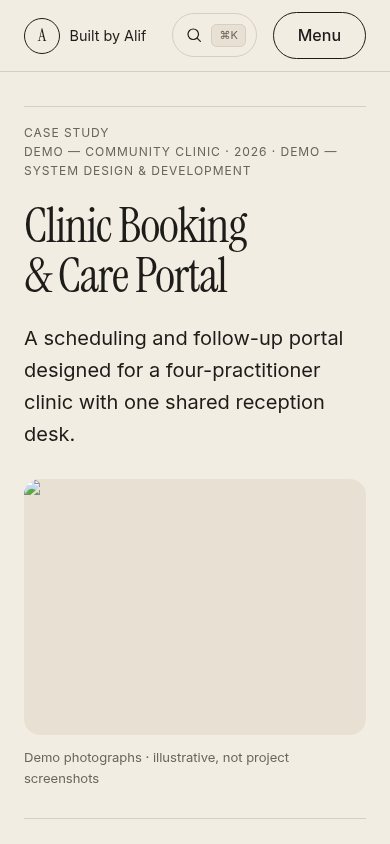 A
Built by Alif
⌘K
Menu
CASE STUDY
DEMO — COMMUNITY CLINIC · 2026 · DEMO —
SYSTEM DESIGN & DEVELOPMENT
Clinic Booking
& Care Portal
A scheduling and follow-up portal
designed for a four-practitioner
clinic with one shared reception
desk.
Demo photographs · illustrative, not project
screenshots